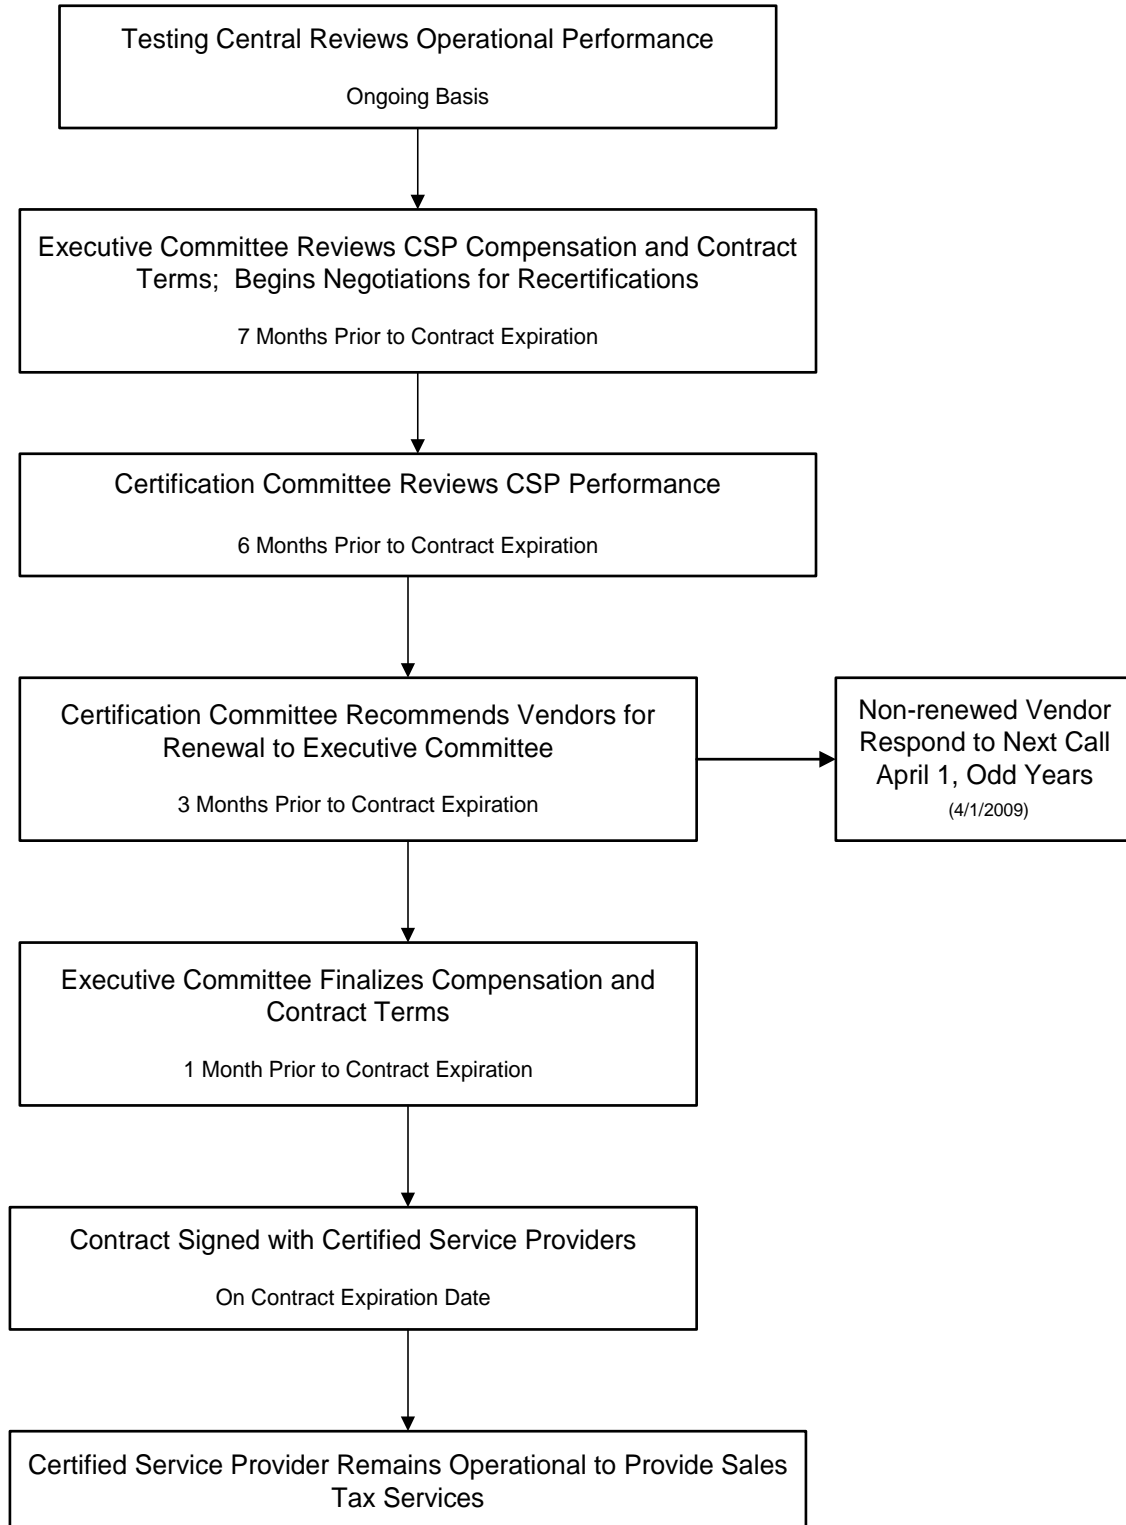 Testing Central Reviews Operational Performance
Ongoing Basis
Executive Committee Reviews CSP Compensation and Contract
Terms;  Begins Negotiations for Recertifications
7 Months Prior to Contract Expiration
Certification Committee Reviews CSP Performance
6 Months Prior to Contract Expiration
Certification Committee Recommends Vendors for
Renewal to Executive Committee
3 Months Prior to Contract Expiration
Non-renewed Vendor
Respond to Next Call
April 1, Odd Years
(4/1/2009)
Executive Committee Finalizes Compensation and
Contract Terms
1 Month Prior to Contract Expiration
Contract Signed with Certified Service Providers
On Contract Expiration Date
Certified Service Provider Remains Operational to Provide Sales
Tax Services